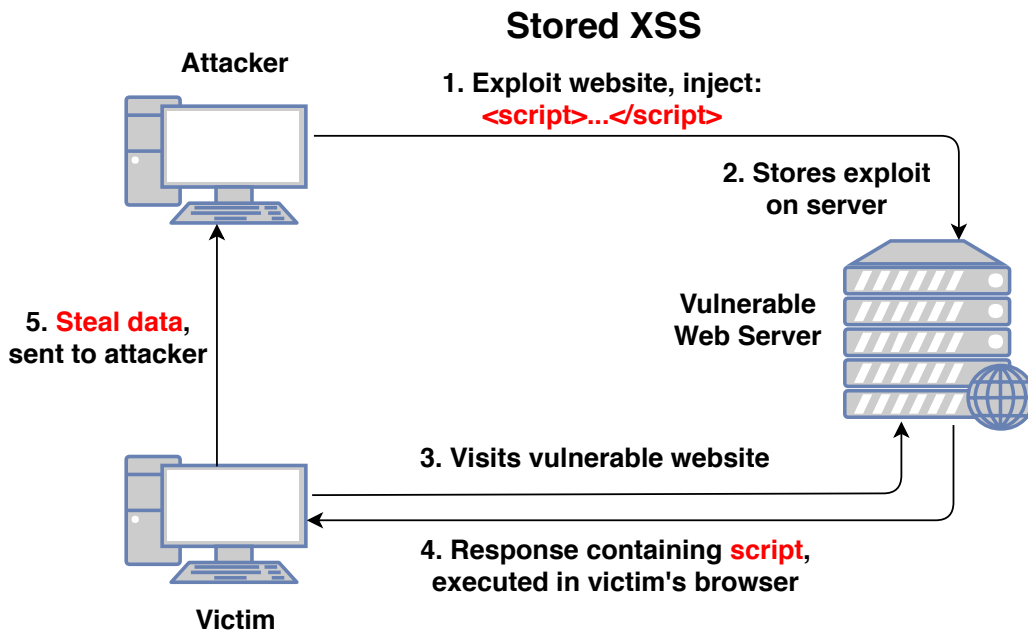 Stored XSS
Attacker
1. Exploit website, inject:
<script>...</script>
2. Stores exploit
on server
Vulnerable
Web Server
5. Steal data,
sent to attacker
3. Visits vulnerable website
4. Response containing script,
executed in victim's browser
Victim